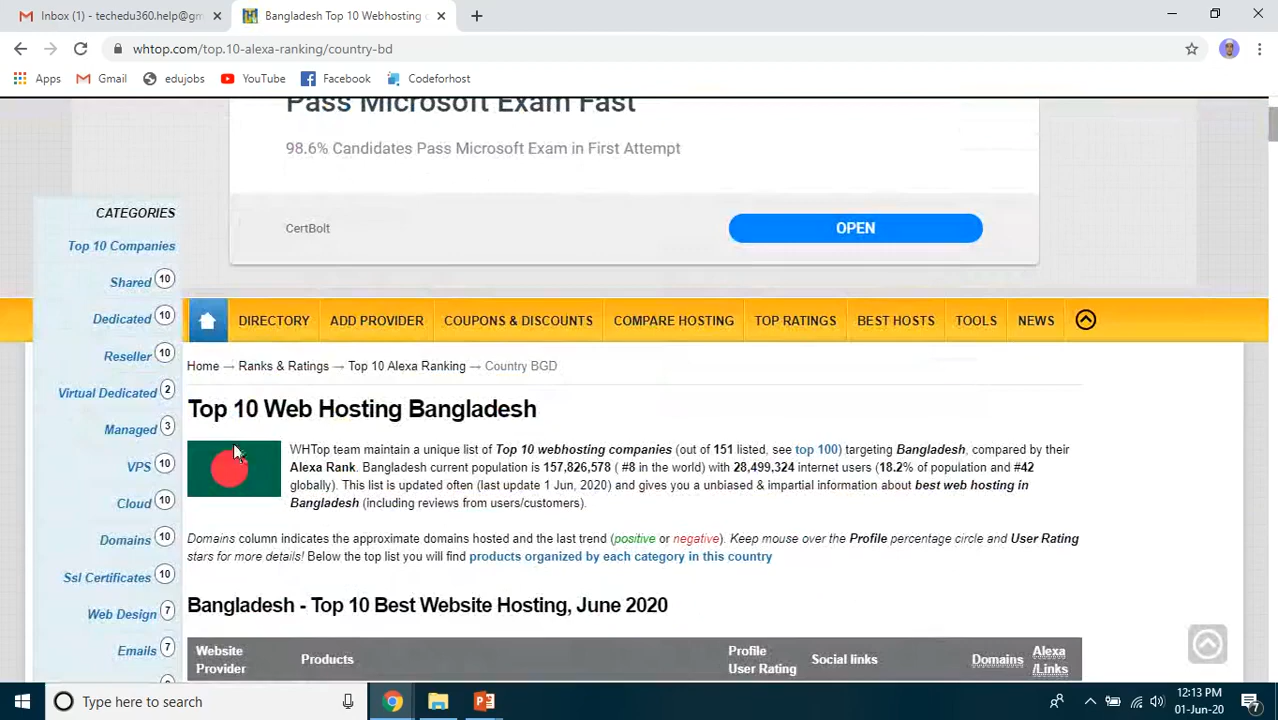 Inbox (1) - techedu360.help@gm
Bangladesh Top 10 Webhosting
whtop.com/top.10-alexa-ranking/country-bd
Apps
Gmail
edujobs
YouTube
Facebook
Codeforhost
Pass Microsoft Exam Fast
98.6% Candidates Pass Microsoft Exam in First Attempt
CertBolt
OPEN
CATEGORIES
Top 10 Companies
Shared 10
Dedicated 10
Reseller 10
Virtual Dedicated 2
Managed 3
VPS 10
Cloud 10
Domains 10
Ssl Certificates 10
Web Design 7
Emails 7
DIRECTORY
ADD PROVIDER
COUPONS & DISCOUNTS
COMPARE HOSTING
TOP RATINGS
BEST HOSTS
TOOLS
NEWS
Home → Ranks & Ratings → Top 10 Alexa Ranking → Country BGD
Top 10 Web Hosting Bangladesh
WHTop team maintain a unique list of Top 10 webhosting companies (out of 151 listed, see top 100) targeting Bangladesh, compared by their
Alexa Rank. Bangladesh current population is 157,826,578 ( #8 in the world) with 28,499,324 internet users (18.2% of population and #42
globally). This list is updated often (last update 1 Jun, 2020) and gives you a unbiased & impartial information about best web hosting in
Bangladesh (including reviews from users/customers).
Domains column indicates the approximate domains hosted and the last trend (positive or negative). Keep mouse over the Profile percentage circle and User Rating
stars for more details! Below the top list you will find products organized by each category in this country
Bangladesh - Top 10 Best Website Hosting, June 2020
Website
Provider
Products
Profile
User Rating
Social links
Domains
Alexa
/Links
Type here to search
12:13 PM
01-Jun-20
7